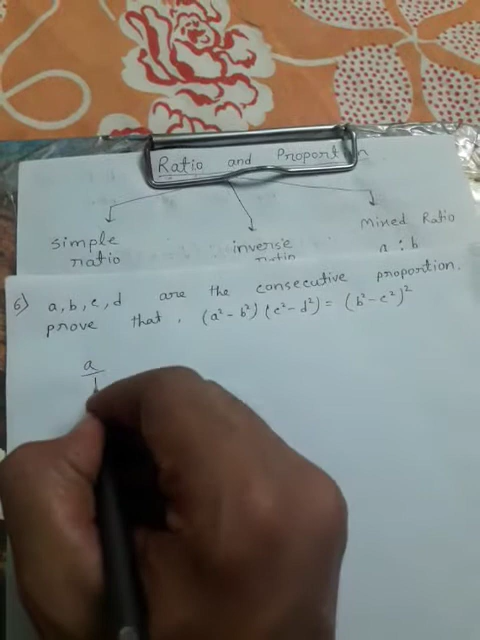 Ratio and Proport n
simple
ratio
inverse
ratio
Mixed Ratio
a : b
6) a, b, c, d are the consecutive proportion.
prove that, (a² - b²) (c² - d²) = (b² - c²)²
a